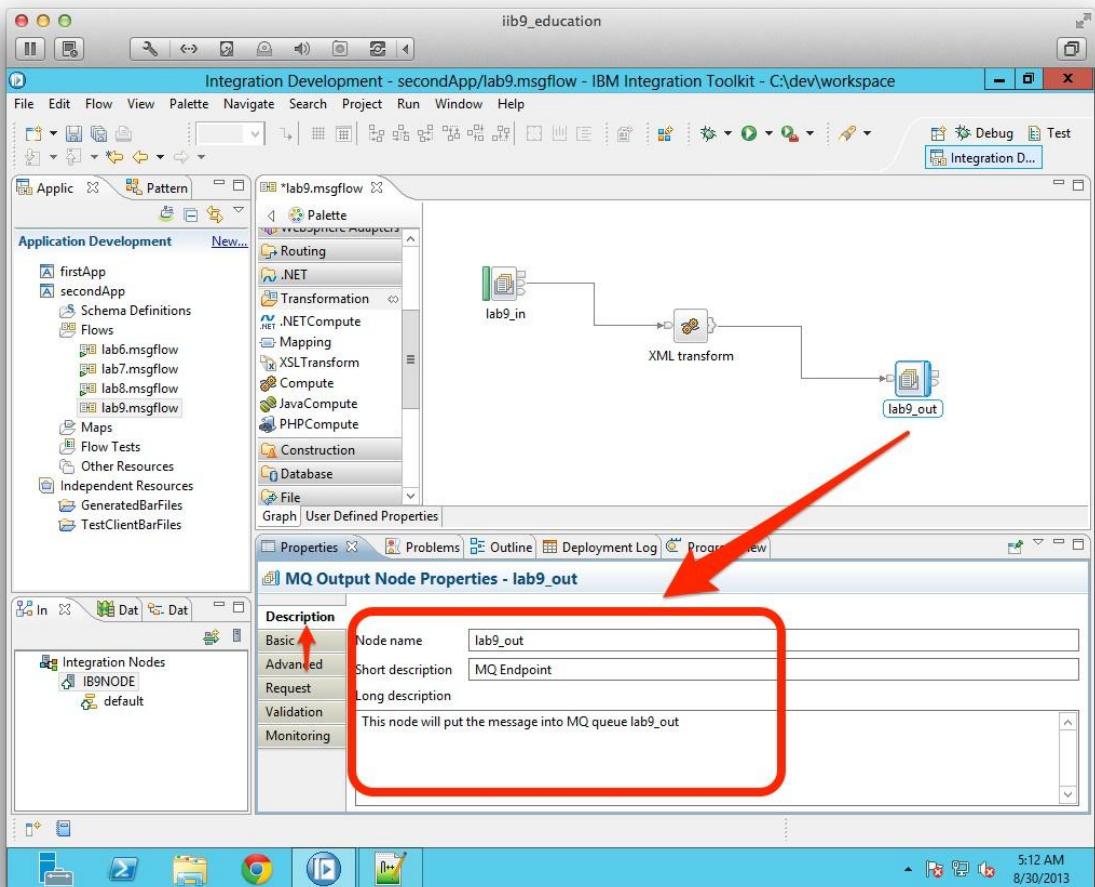 iib9_education
Integration Development - secondApp/lab9.msgflow - IBM Integration Toolkit - C:\dev\workspace
File Edit Flow View Palette Navigate Search Project Run Window Help
Debug Test
Integration D...
Applic Pattern
*lab9.msgflow
Application Development New...
firstApp
secondApp
Schema Definitions
Flows
lab6.msgflow
lab7.msgflow
lab8.msgflow
lab9.msgflow
Maps
Flow Tests
Other Resources
Independent Resources
GeneratedBarFiles
TestClientBarFiles
Palette
WebSphere Adapters
Routing
.NET
Transformation
.NETCompute
Mapping
XSLTransform
Compute
JavaCompute
PHPCompute
Construction
Database
File
Graph User Defined Properties
lab9_in
XML transform
lab9_out
Properties Problems Outline Deployment Log
MQ Output Node Properties - lab9_out
Description
Basic
Advanced
Request
Validation
Monitoring
Node name lab9_out
Short description MQ Endpoint
Long description
This node will put the message into MQ queue lab9_out
In Dat Dat
Integration Nodes
IB9NODE
default
5:12 AM
8/30/2013